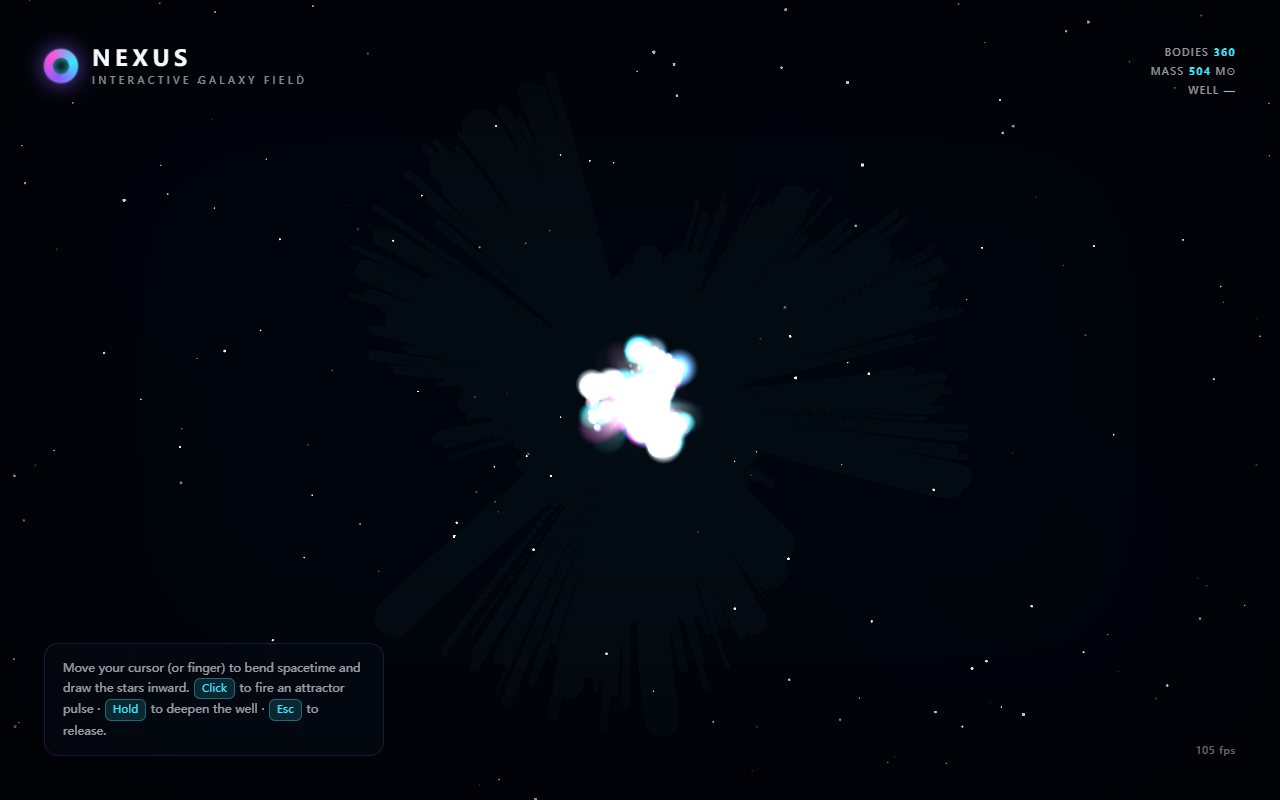 NEXUS
INTERACTIVE GALAXY FIELD
BODIES 360
MASS 504 M⊙
WELL —
Move your cursor (or finger) to bend spacetime and
draw the stars inward. Click to fire an attractor
pulse · Hold to deepen the well · Esc to
release.
105 fps